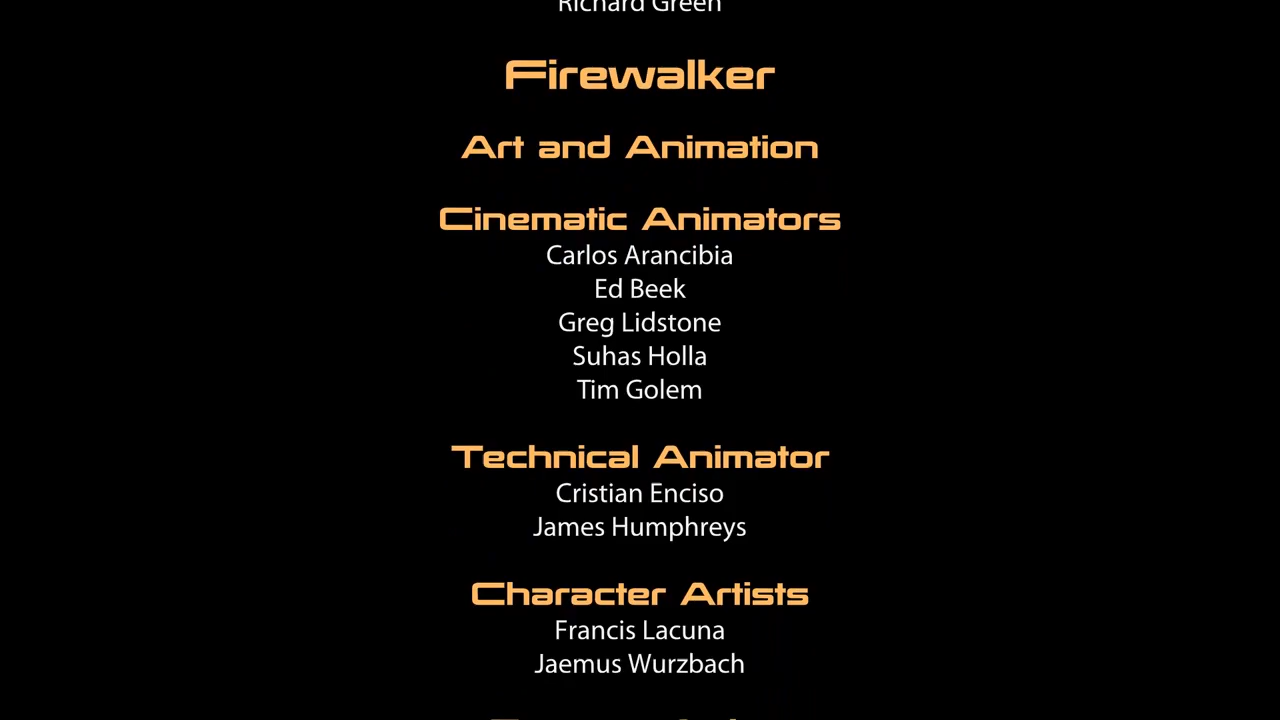 Richard Green
Firewalker
Art and Animation
Cinematic Animators
Carlos Arancibia
Ed Beek
Greg Lidstone
Suhas Holla
Tim Golem
Technical Animator
Cristian Enciso
James Humphreys
Character Artists
Francis Lacuna
Jaemus Wurzbach